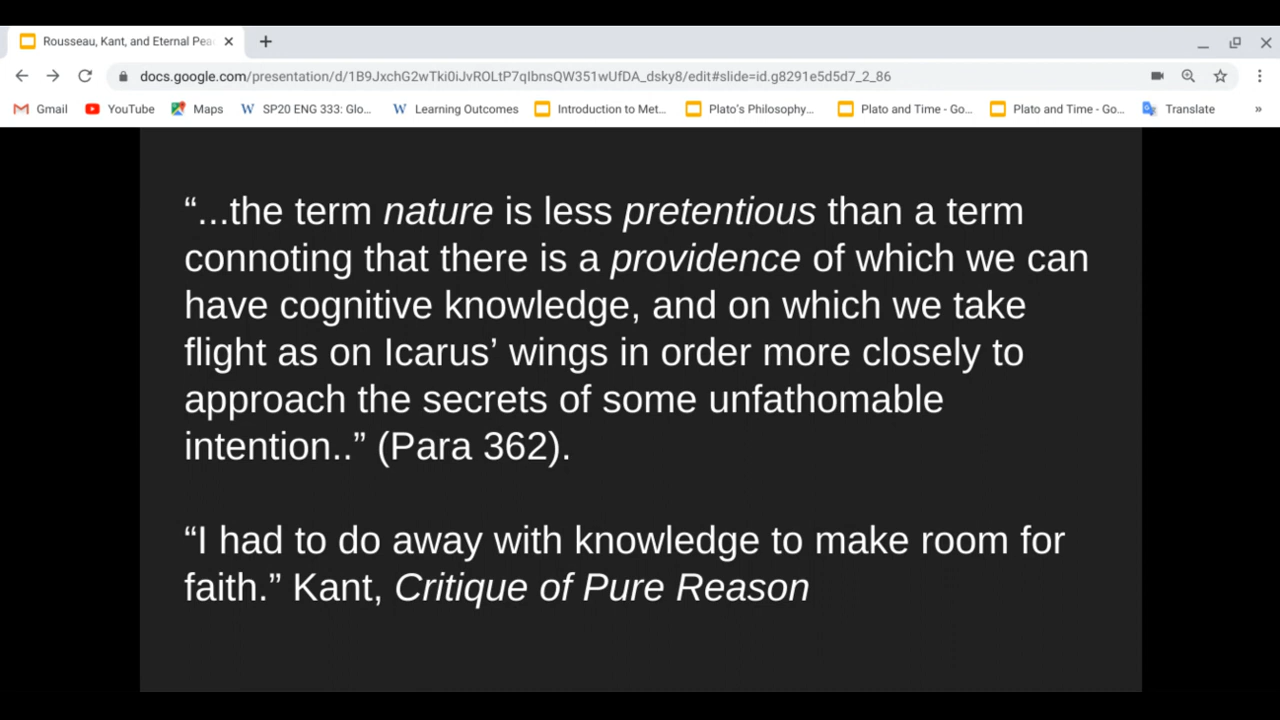 Rousseau, Kant, and Eternal Pea
docs.google.com/presentation/d/1B9JxchG2wTki0iJvROLtP7qIbnsQW351wUfDA_dsky8/edit#slide=id.g8291e5d5d7_2_86
Gmail YouTube Maps SP20 ENG 333: Glo... Learning Outcomes Introduction to Met... Plato's Philosophy... Plato and Time - Go... Plato and Time - Go... Translate »
“...the term nature is less pretentious than a term
connoting that there is a providence of which we can
have cognitive knowledge, and on which we take
flight as on Icarus’ wings in order more closely to
approach the secrets of some unfathomable
intention..” (Para 362).
“I had to do away with knowledge to make room for
faith.” Kant, Critique of Pure Reason